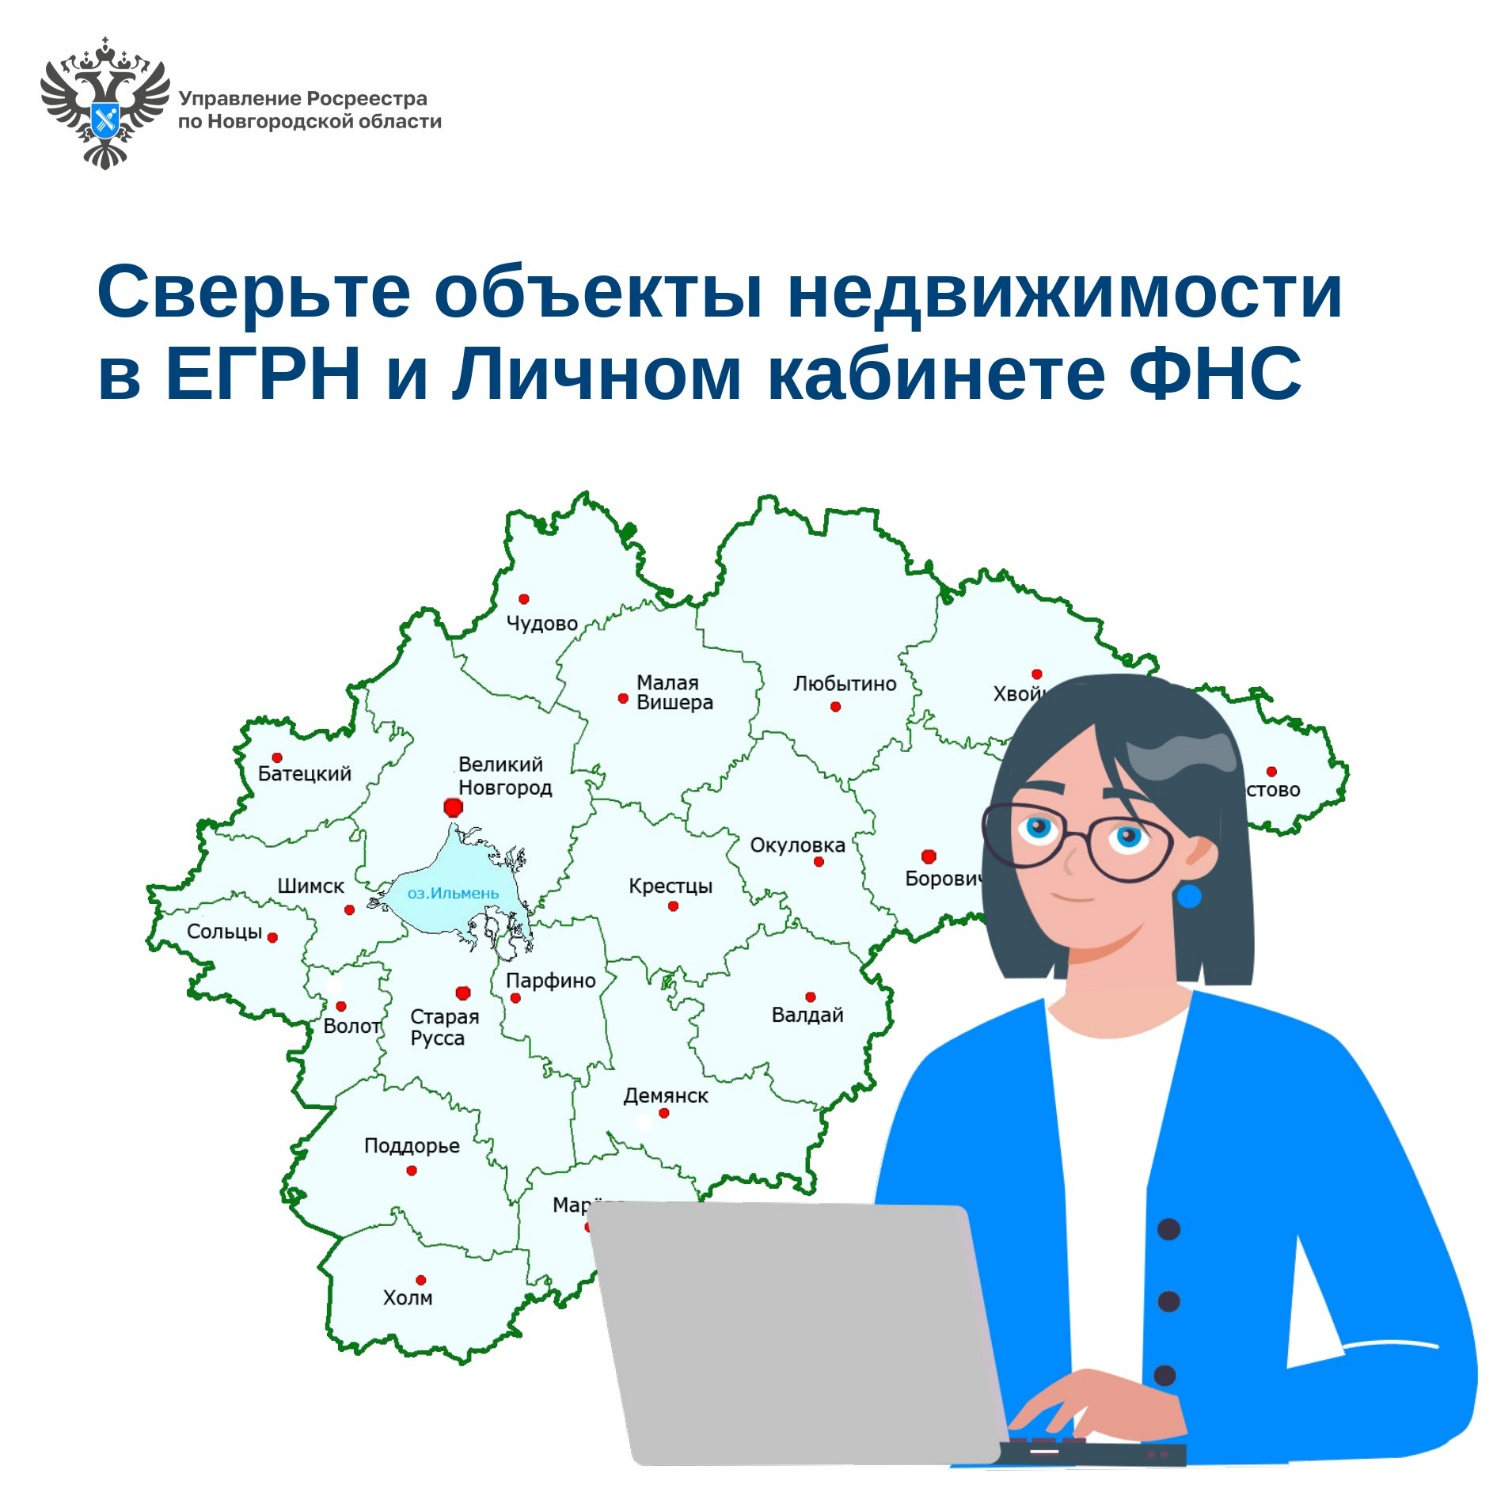 Управление Росреестра
по Новгородской области
Сверьте объекты недвижимости
в ЕГРН и Личном кабинете ФНС
Чудово
Малая
Вишера
Любытино
Батецкий
Великий
Новгород
Окуловка
Шимск
оз.Ильмень
Крестцы
Сольцы
Парфино
Волот
Старая
Русса
Валдай
Демянск
Поддорье
Холм